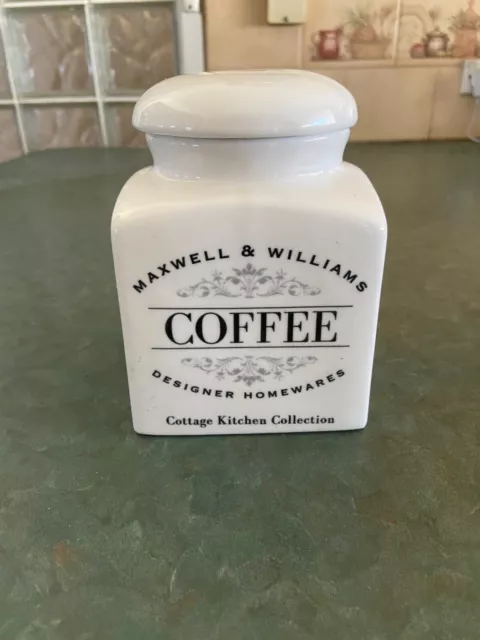 MAXWELL & WILLIAMS
COFFEE
DESIGNER HOMEWARES
Cottage Kitchen Collection